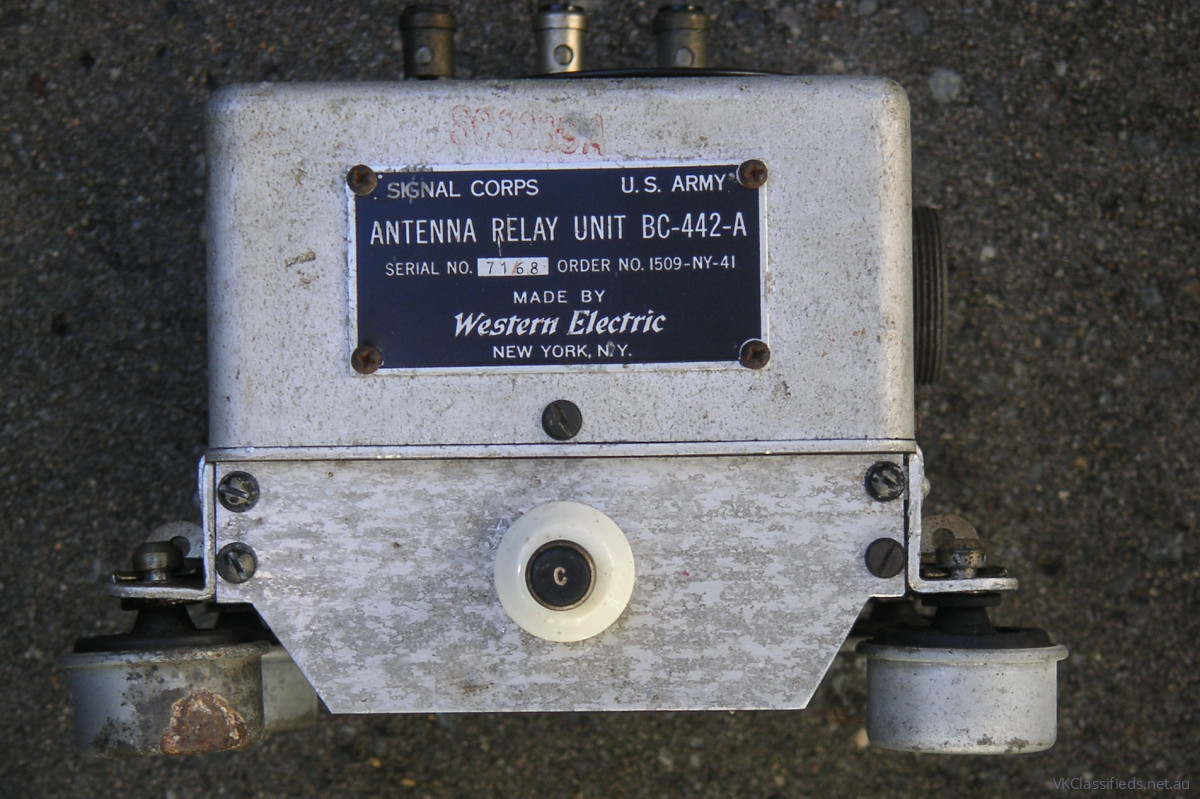 SIGNAL CORPS U.S. ARMY
ANTENNA RELAY UNIT BC-442-A
SERIAL NO. 7168 ORDER NO. 1509-NY-41
MADE BY
Western Electric
NEW YORK, N.Y.
C
VKClassifieds.net.au